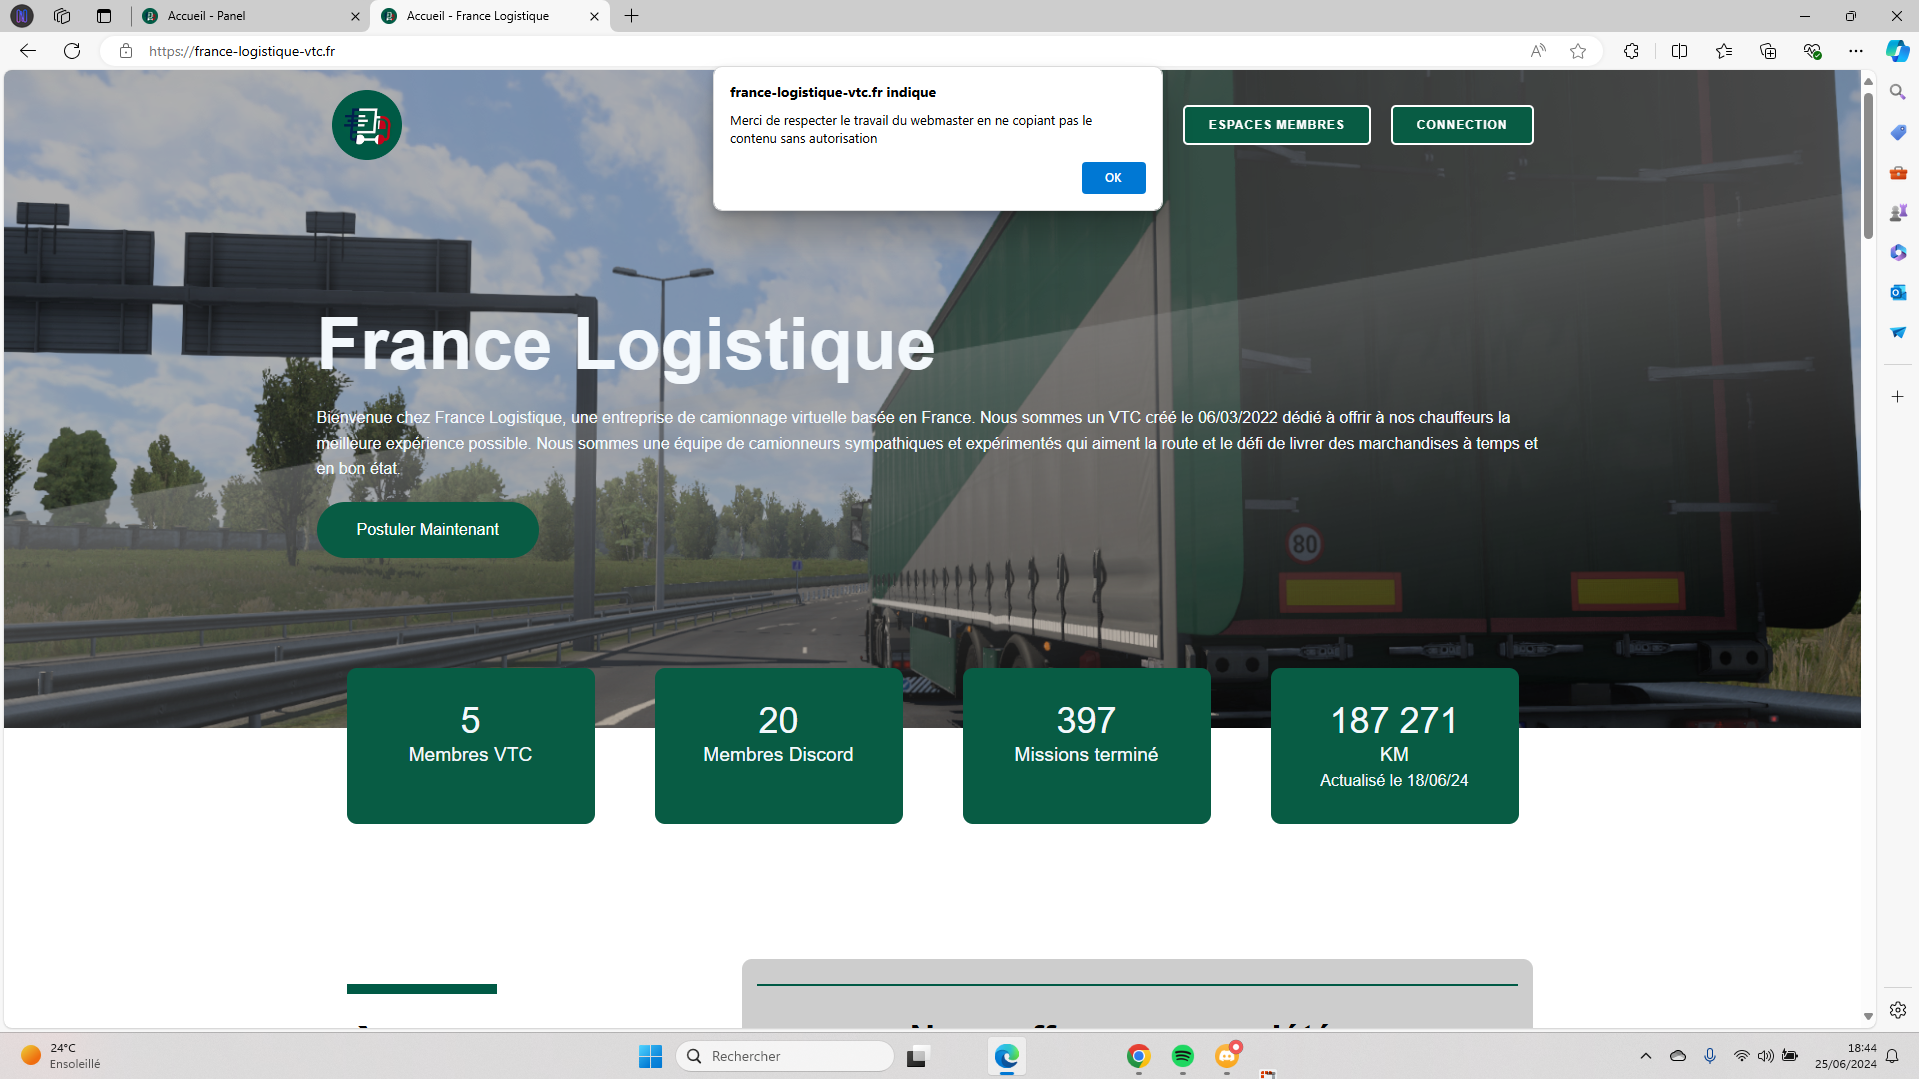 Accueil - Panel
Accueil - France Logistique
https://france-logistique-vtc.fr
france-logistique-vtc.fr indique
Merci de respecter le travail du webmaster en ne copiant pas le
contenu sans autorisation
OK
ESPACES MEMBRES
CONNECTION
France Logistique
Bienvenue chez France Logistique, une entreprise de camionnage virtuelle basée en France. Nous sommes un VTC créé le 06/03/2022 dédié à offrir à nos chauffeurs la
meilleure expérience possible. Nous sommes une équipe de camionneurs sympathiques et expérimentés qui aiment la route et le défi de livrer des marchandises à temps et
en bon état.
Postuler Maintenant
80
5
Membres VTC
20
Membres Discord
397
Missions terminé
187 271
KM
Actualisé le 18/06/24
24°C
Ensoleillé
Rechercher
18:44
25/06/2024